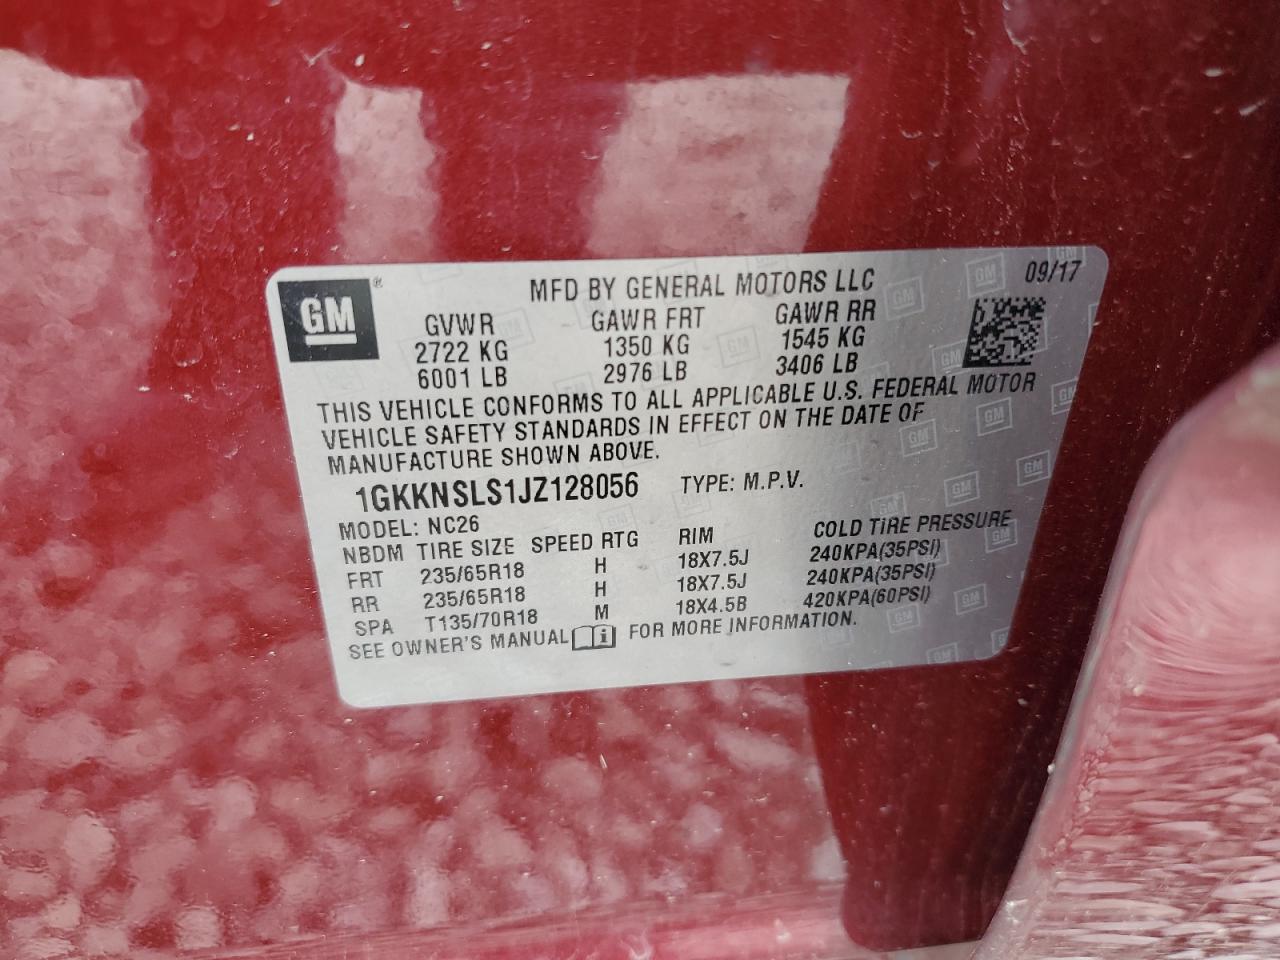 GM®
MFD BY GENERAL MOTORS LLC 09/17
GVWR GAWR FRT GAWR RR
2722 KG 1350 KG 1545 KG
6001 LB 2976 LB 3406 LB
THIS VEHICLE CONFORMS TO ALL APPLICABLE U.S. FEDERAL MOTOR
VEHICLE SAFETY STANDARDS IN EFFECT ON THE DATE OF
MANUFACTURE SHOWN ABOVE.
1GKKNSLS1JZ128056 TYPE: M.P.V.
MODEL: NC26
NBDM TIRE SIZE SPEED RTG RIM COLD TIRE PRESSURE
FRT 235/65R18 H 18X7.5J 240KPA(35PSI)
RR 235/65R18 H 18X7.5J 240KPA(35PSI)
SPA T135/70R18 M 18X4.5B 420KPA(60PSI)
SEE OWNER'S MANUAL i FOR MORE INFORMATION.